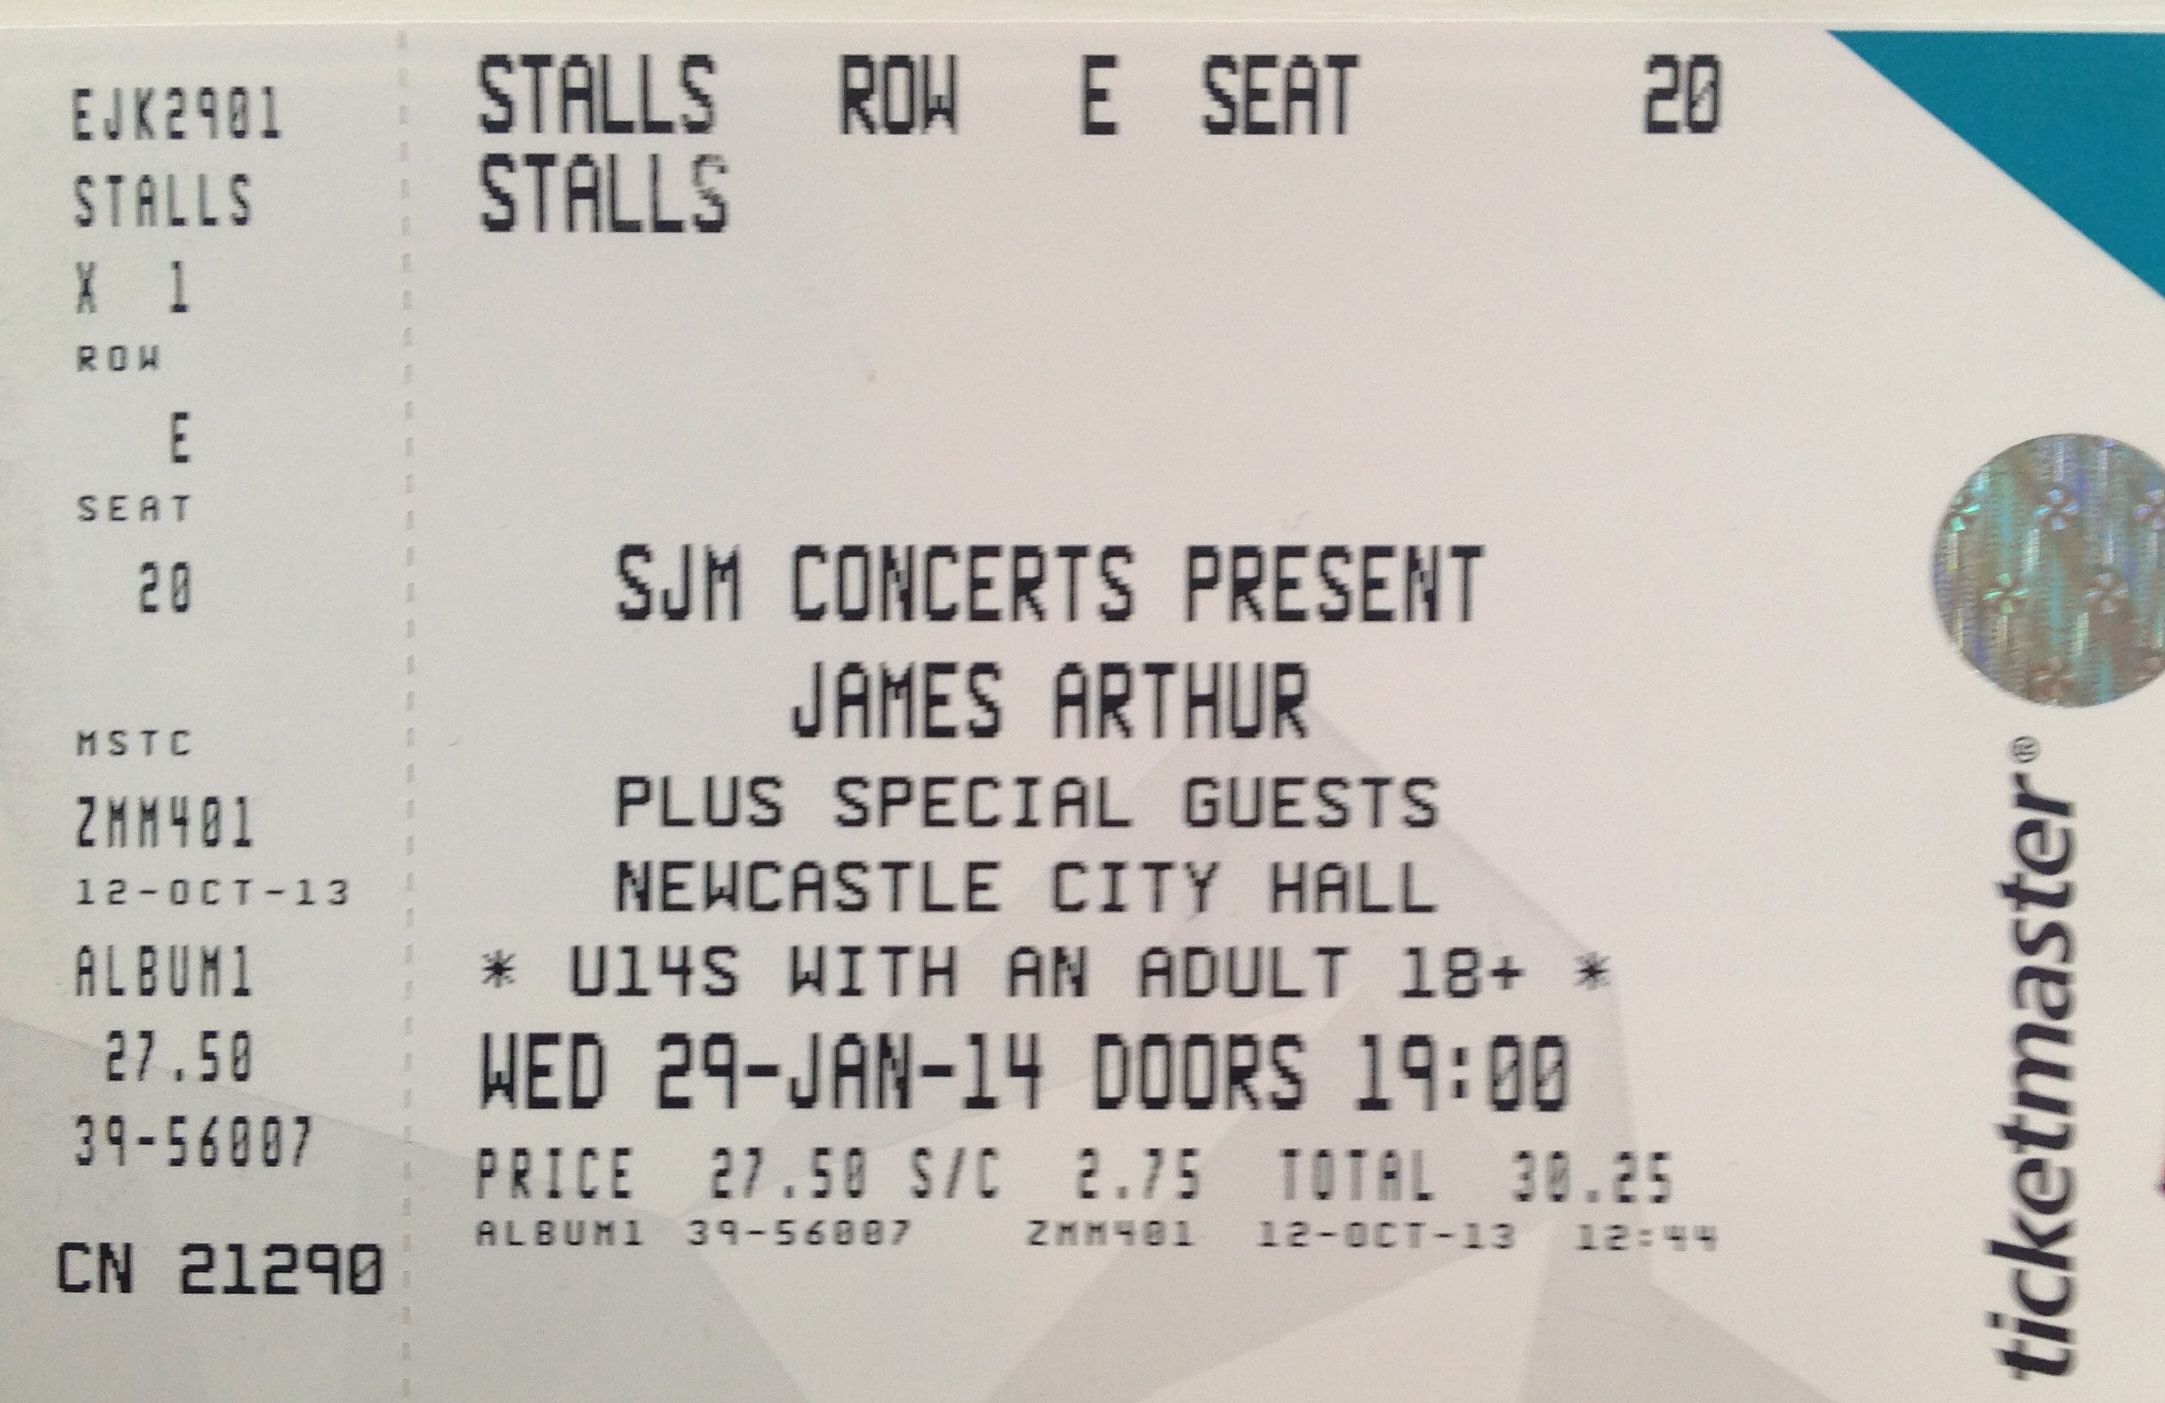 EJK2901
STALLS
X 1
ROW
E
SEAT
20
MSTC
ZMM401
12-OCT-13
ALBUM1
27.50
39-56007
CN 21290
STALLS ROW E SEAT 20
STALLS
SJM CONCERTS PRESENT
JAMES ARTHUR
PLUS SPECIAL GUESTS
NEWCASTLE CITY HALL
* U14S WITH AN ADULT 18+ *
WED 29-JAN-14 DOORS 19:00
PRICE 27.50 S/C 2.75 TOTAL 30.25
ALBUM1 39-56007 ZMM401 12-OCT-13 12:44
ticketmaster®